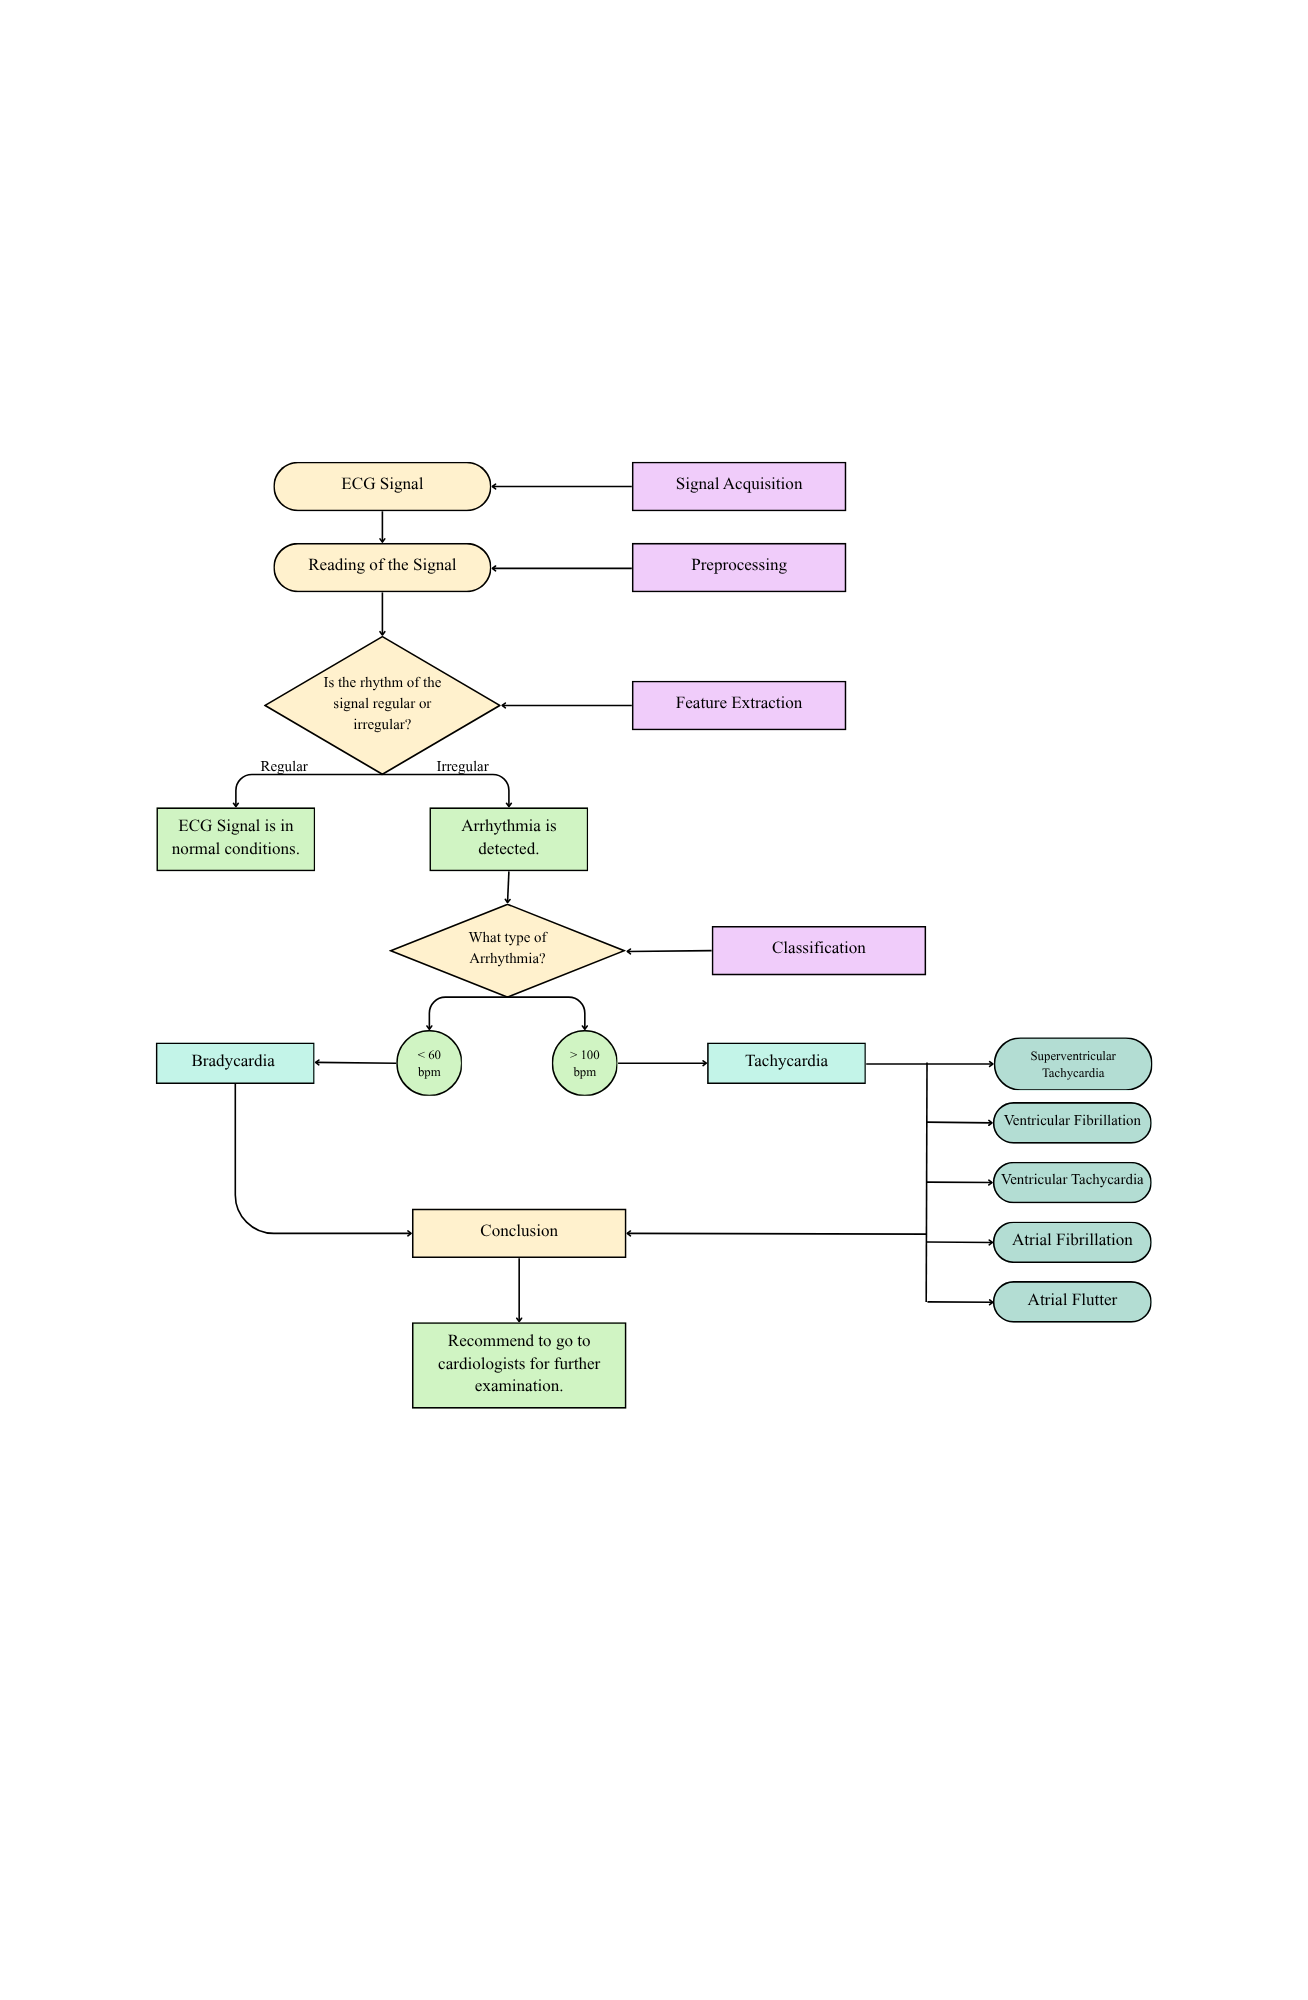 ECG Signal
Signal Acquisition
Reading of the Signal
Preprocessing
Is the rhythm of the
signal regular or
irregular?
Feature Extraction
Regular
Irregular
ECG Signal is in
normal conditions.
Arrhythmia is
detected.
What type of
Arrhythmia?
Classification
Bradycardia
< 60
bpm
> 100
bpm
Tachycardia
Superventricular
Tachycardia
Ventricular Fibrillation
Ventricular Tachycardia
Conclusion
Atrial Fibrillation
Atrial Flutter
Recommend to go to
cardiologists for further
examination.